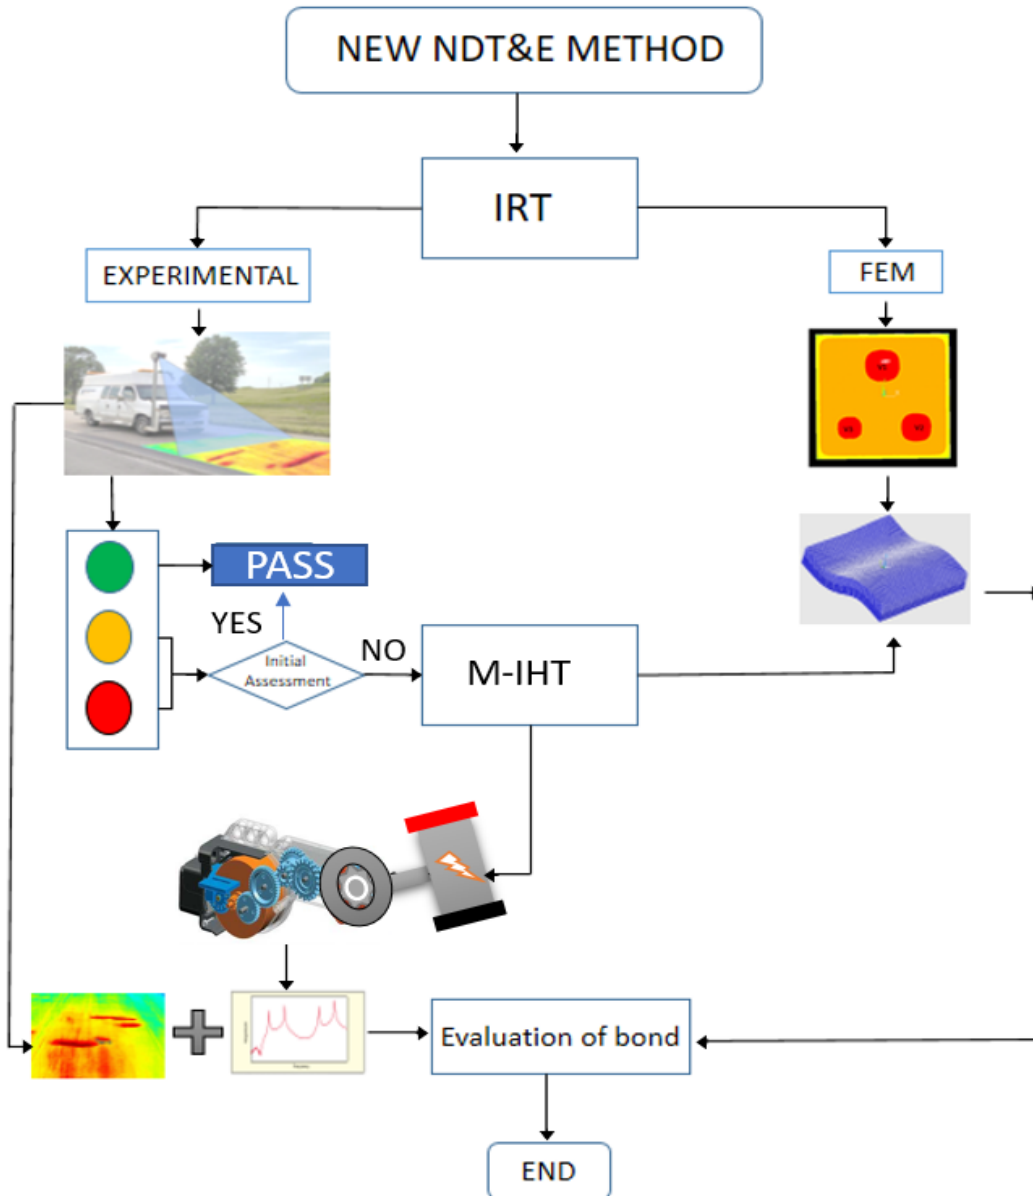 NEW NDT&E METHOD
IRT
EXPERIMENTAL
FEM
PASS
YES
Initial
Assessment
NO
M-IHT
Evaluation of bond
END